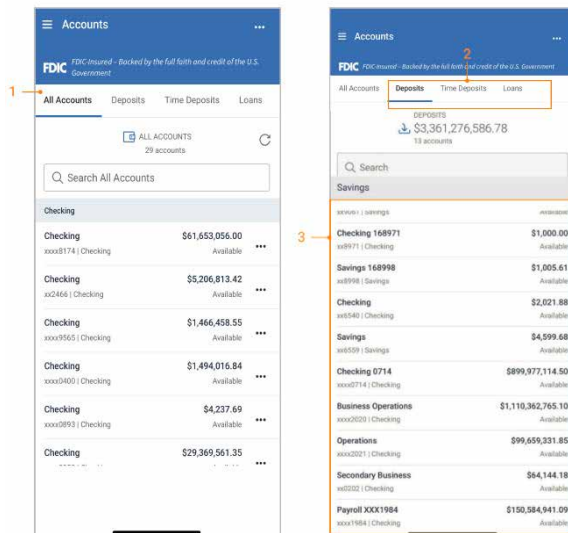 Accounts
FDIC FDIC-Insured - Backed by the full faith and credit of the U.S.
Government
1
All Accounts Deposits Time Deposits Loans
ALL ACCOUNTS
29 accounts
Search All Accounts
Checking
Checking $61,653,056.00
xxxx8174 | Checking Available
Checking $5,206,813.42
xx2466 | Checking Available
Checking $1,466,458.55
xxxx9565 | Checking Available
Checking $1,494,016.84
xxxx0400 | Checking Available
Checking $4,237.69
xxxx0893 | Checking Available
Checking $29,369,561.35
Accounts
2
FDIC FDIC-Insured - Backed by the full faith and credit of the U.S. Government
All Accounts Deposits Time Deposits Loans
DEPOSITS
$3,361,276,586.78
13 accounts
Search
Savings
3
Checking 168971 $1,000.00
xx8971 | Checking Available
Savings 168998 $1,005.61
xx8998 | Savings Available
Checking $2,021.88
xx6540 | Checking Available
Savings $4,599.68
xx6559 | Savings Available
Checking 0714 $899,977,114.50
xxxx0714 | Checking Available
Business Operations $1,110,362,765.10
xxxx2020 | Checking Available
Operations $99,659,331.85
xxxx2021 | Checking Available
Secondary Business $64,144.18
xx0202 | Checking Available
Payroll XXX1984 $150,584,941.09
xxxx1984 | Checking Available